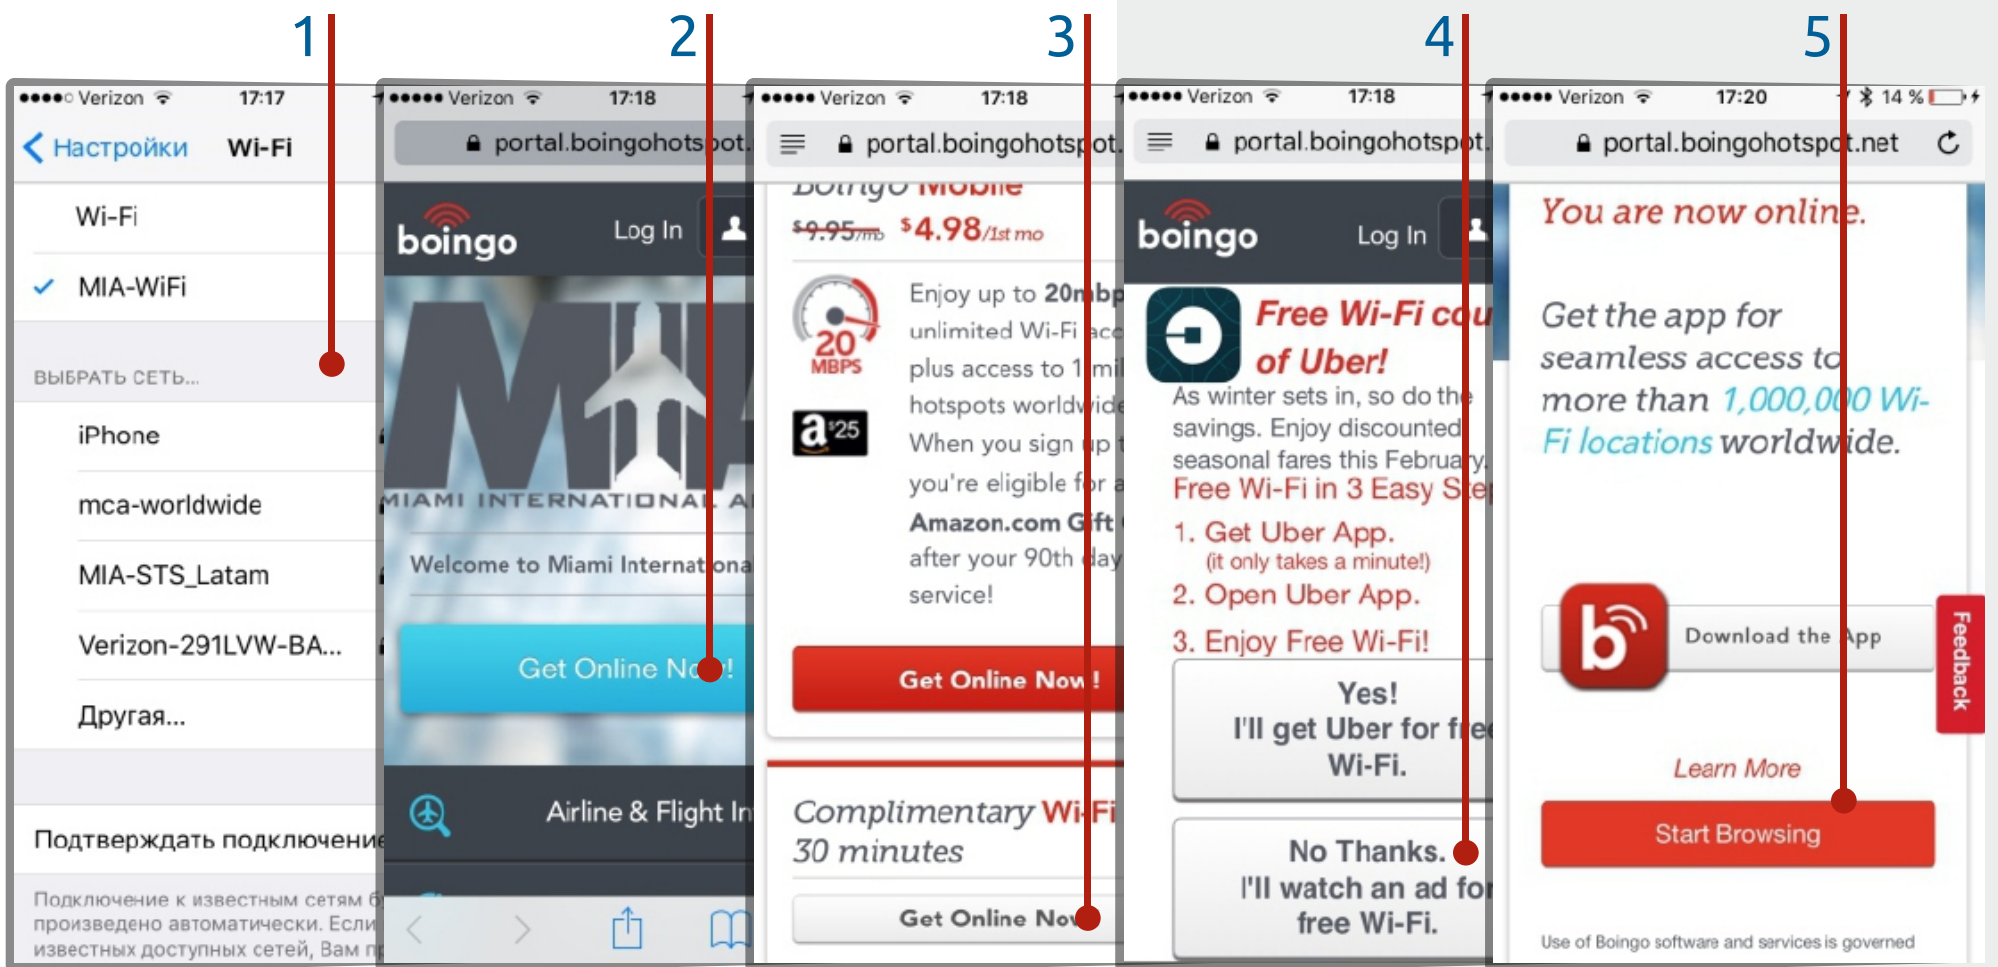 1
Verizon 17:17
Настройки Wi-Fi
Wi-Fi
MIA-WiFi
ВЫБРАТЬ СЕТЬ...
iPhone
mca-worldwide
MIA-STS_Latam
Verizon-291LVW-BA...
Другая...
Подтверждать подключение
Подключение к известным сетям
произведено автоматически. Если
известных доступных сетей, Вам
2
Verizon 17:18
portal.boingohotspot.
boingo Log In
MIA
MIAMI INTERNATIONAL
Welcome to Miami Internationa
Get Online Now!
Airline & Flight
3
Verizon 17:18
portal.boingohotspot.
Boingo Mobile
$9.95/mo $4.98/1st mo
20
MBPS
Enjoy up to 20mbp
unlimited Wi-Fi acc
plus access to 1 mil
hotspots worldwide
When you sign up
you're eligible for a
a $25
Amazon.com Gift
after your 90th day
service!
Get Online Now!
Complimentary Wi-Fi
30 minutes
Get Online Now
4
Verizon 17:18
portal.boingohotspot.
boingo Log In
Free Wi-Fi cou
of Uber!
As winter sets in, so do the
savings. Enjoy discounted
seasonal fares this February.
Free Wi-Fi in 3 Easy Step
1. Get Uber App.
(it only takes a minute!)
2. Open Uber App.
3. Enjoy Free Wi-Fi!
Yes!
I'll get Uber for free
Wi-Fi.
No Thanks.
I'll watch an ad for
free Wi-Fi.
5
Verizon 17:20 14 %
portal.boingohotspot.net
You are now online.
Get the app for
seamless access to
more than 1,000,000 Wi-
Fi locations worldwide.
b Download the App
Feedback
Learn More
Start Browsing
Use of Boingo software and services is governed